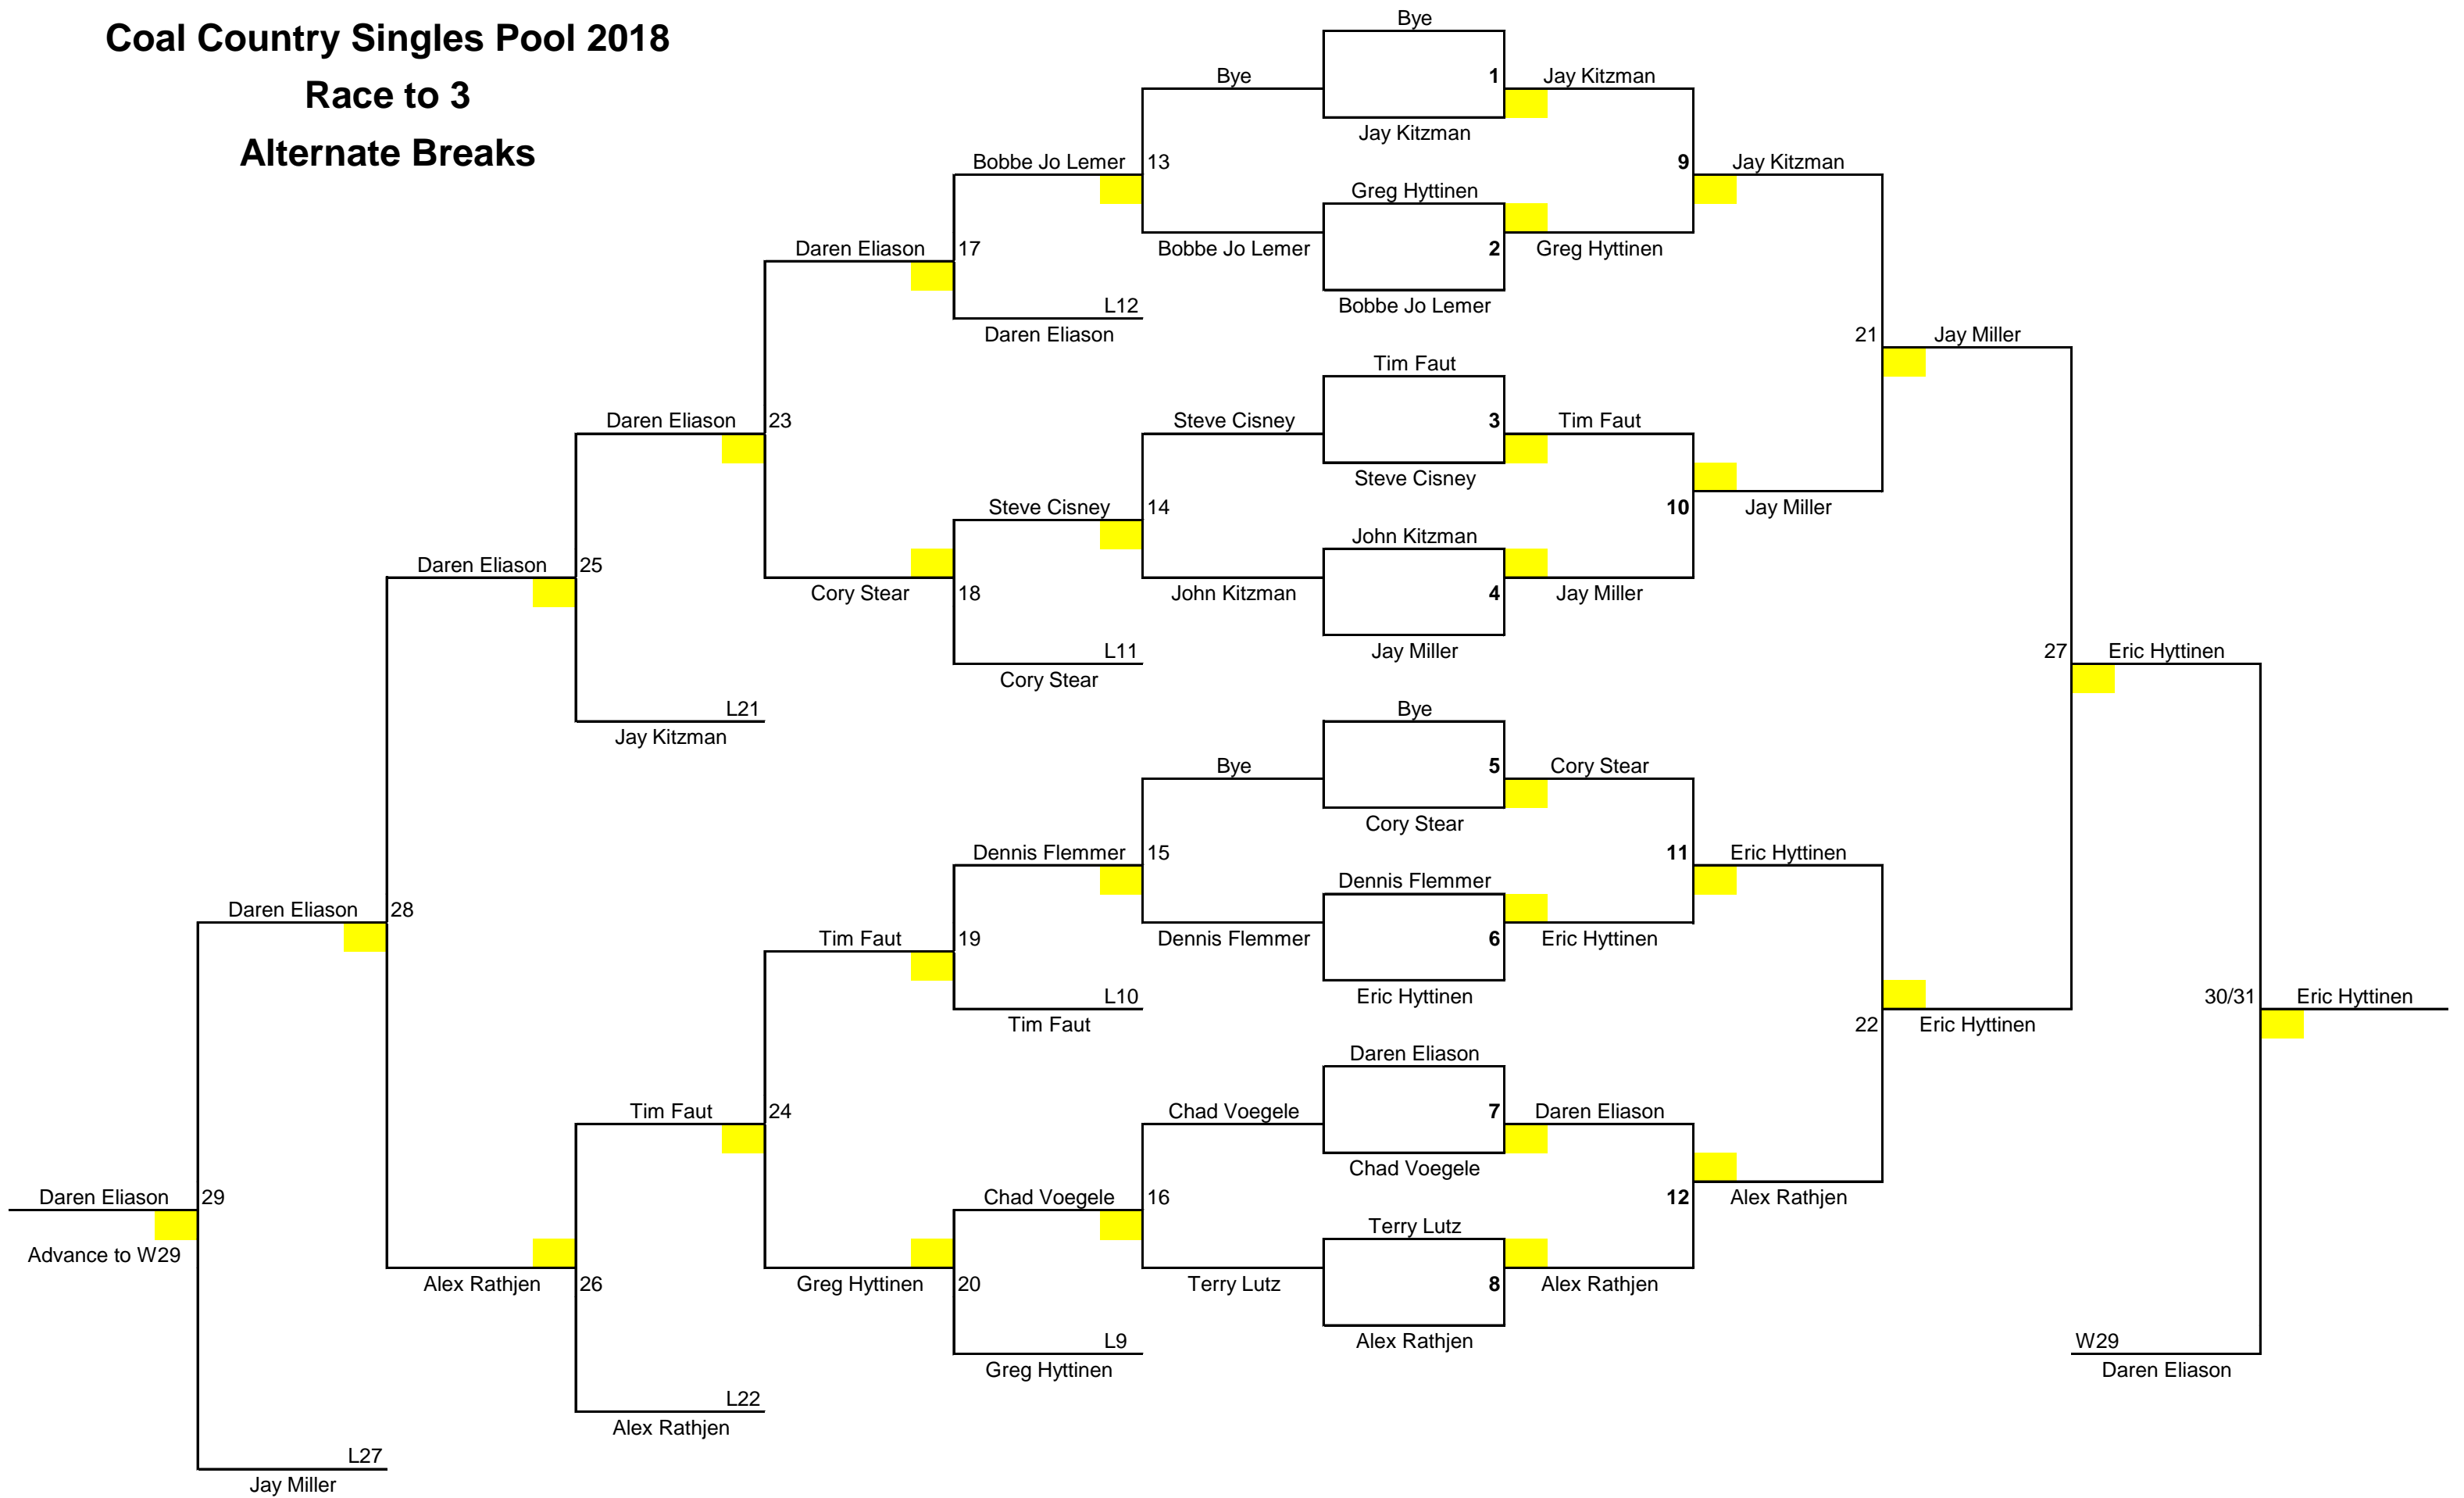 Coal Country Singles Pool 2018
Race to 3
Alternate Breaks
Bye
Bye
1
Jay Kitzman
Jay Kitzman
Bobbe Jo Lemer
13
9
Jay Kitzman
Greg Hyttinen
Daren Eliason
17
Bobbe Jo Lemer
2
Greg Hyttinen
L12
Bobbe Jo Lemer
Daren Eliason
21
Jay Miller
Tim Faut
Daren Eliason
23
Steve Cisney
3
Tim Faut
Steve Cisney
Steve Cisney
14
10
Jay Miller
John Kitzman
Daren Eliason
25
Cory Stear
18
John Kitzman
4
Jay Miller
L11
Jay Miller
27
Eric Hyttinen
Cory Stear
L21
Bye
Jay Kitzman
Bye
5
Cory Stear
Cory Stear
Dennis Flemmer
15
11
Eric Hyttinen
Dennis Flemmer
Daren Eliason
28
Tim Faut
19
Dennis Flemmer
6
Eric Hyttinen
L10
Eric Hyttinen
30/31
Eric Hyttinen
Tim Faut
22
Eric Hyttinen
Daren Eliason
Tim Faut
24
Chad Voegele
7
Daren Eliason
Chad Voegele
Daren Eliason
29
Chad Voegele
16
12
Alex Rathjen
Terry Lutz
Advance to W29
Alex Rathjen
26
Greg Hyttinen
20
Terry Lutz
8
Alex Rathjen
L9
Alex Rathjen
W29
Greg Hyttinen
Daren Eliason
L22
Alex Rathjen
L27
Jay Miller